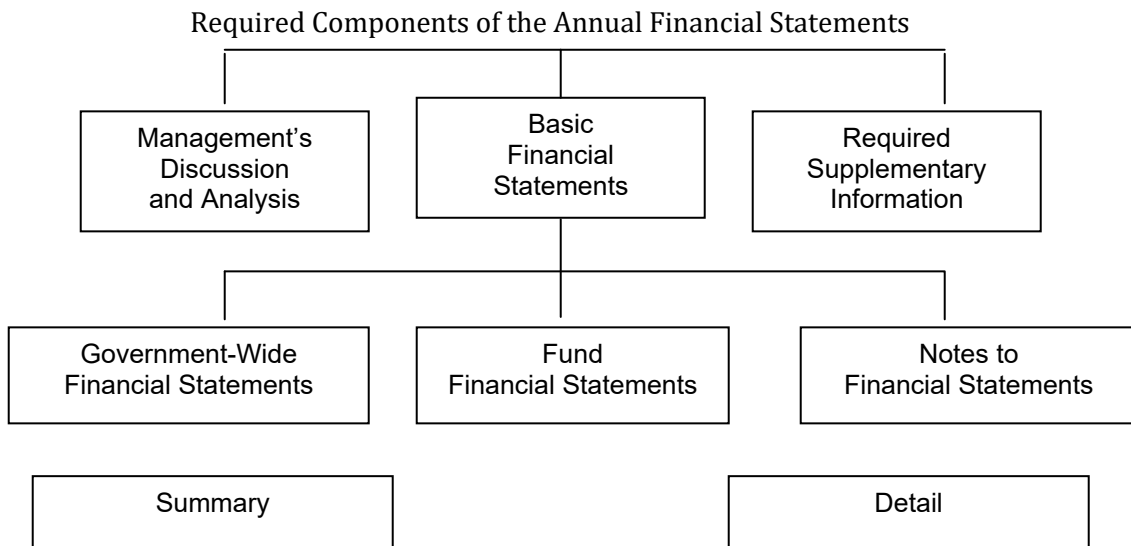 Required Components of the Annual Financial Statements
Management’s
Discussion
and Analysis
Basic
Financial
Statements
Required
Supplementary
Information
Government-Wide
Financial Statements
Fund
Financial Statements
Notes to
Financial Statements
Summary
Detail